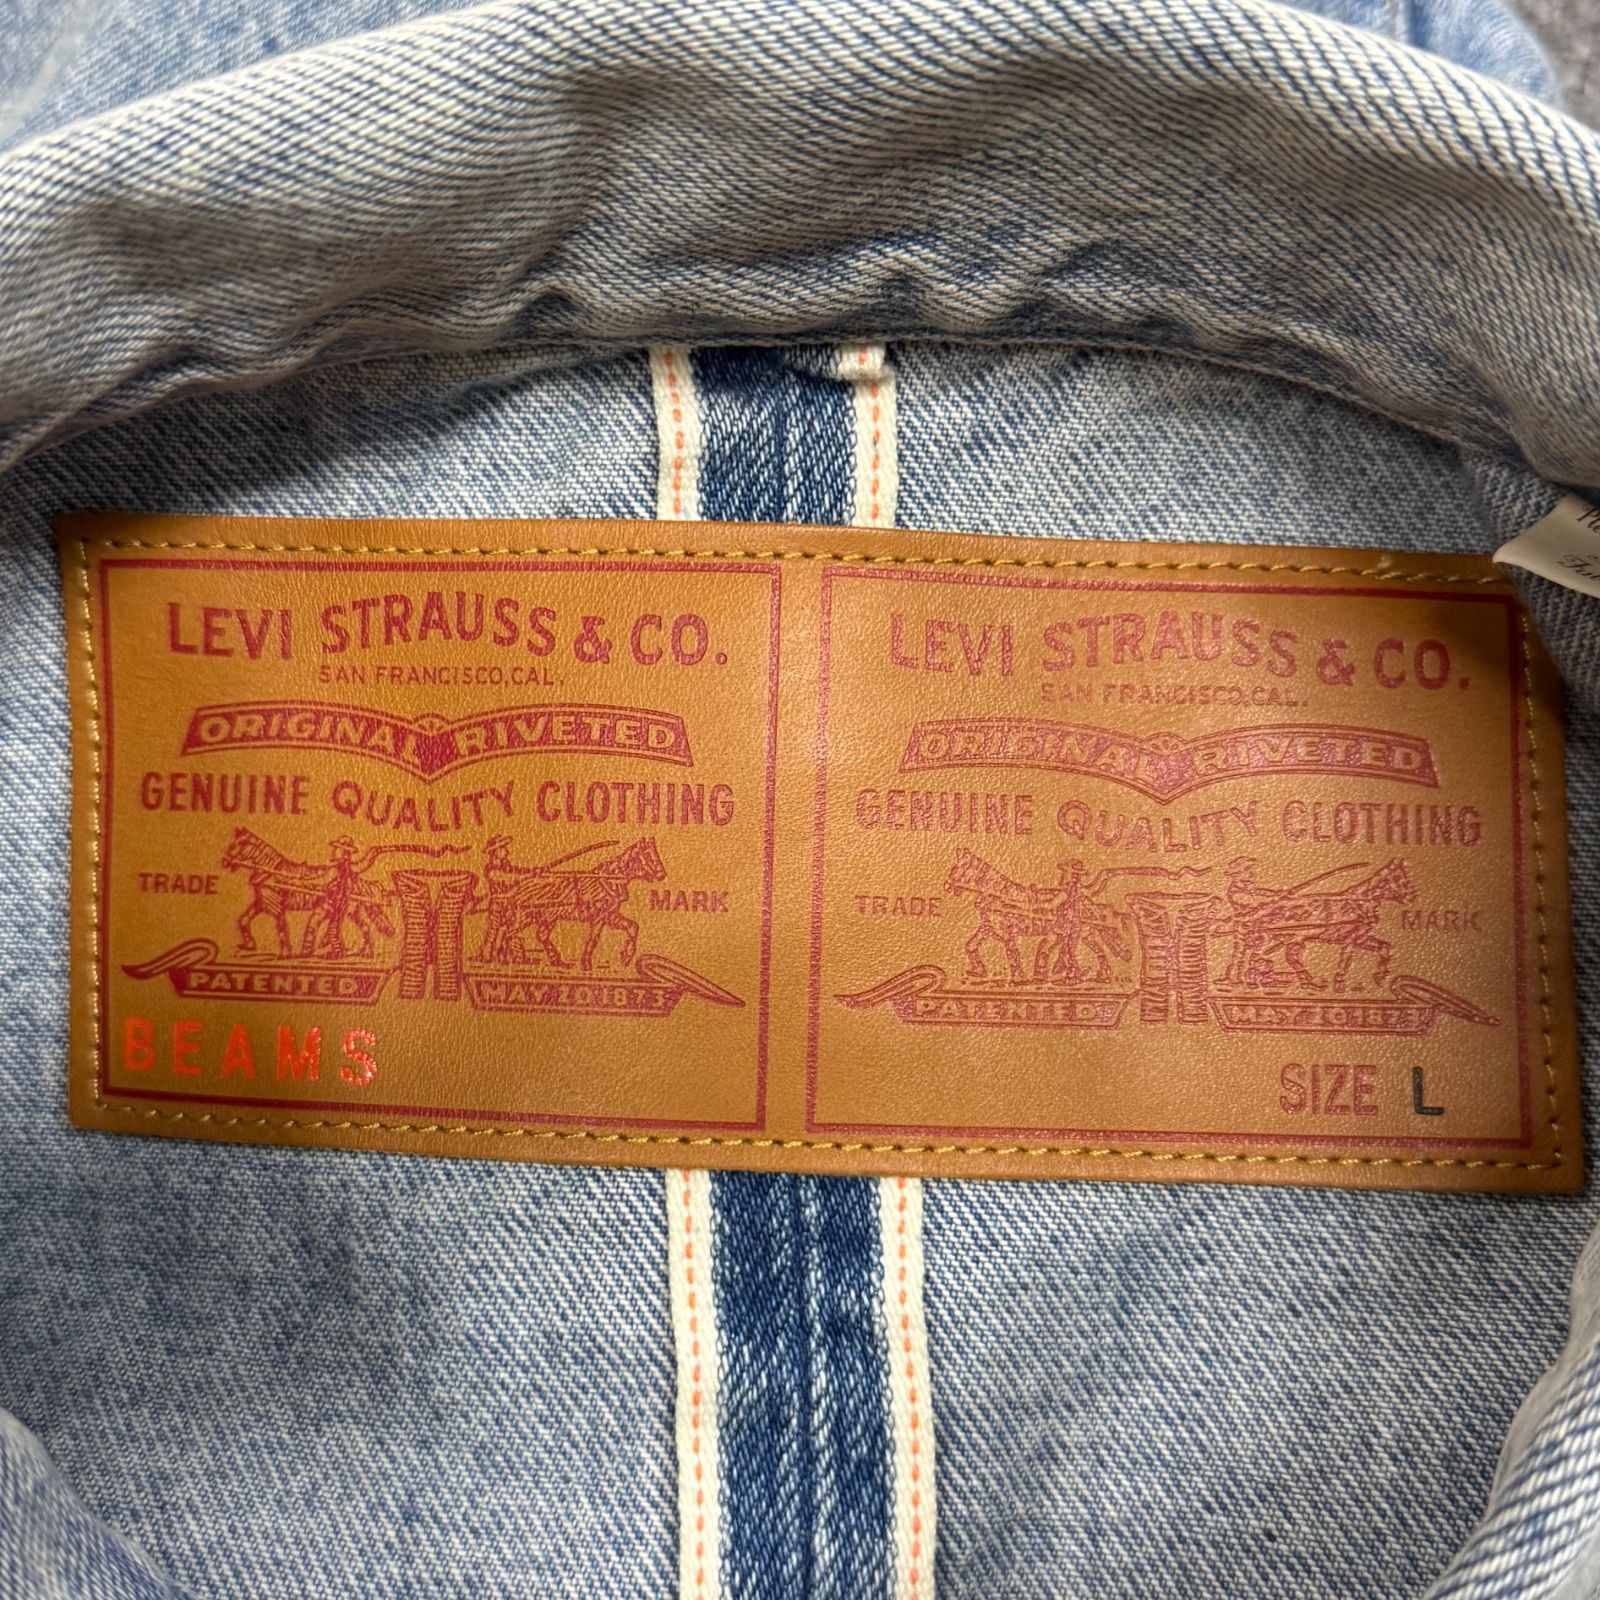 LEVI STRAUSS & CO.
SAN FRANCISCO, CAL.
ORIGINAL RIVETED
GENUINE QUALITY CLOTHING
TRADE MARK
PATENTED MAY 20 1873
BEAMS
LEVI STRAUSS & CO.
SAN FRANCISCO, CAL.
ORIGINAL RIVETED
GENUINE QUALITY CLOTHING
TRADE MARK
PATENTED MAY 20 1873
SIZE L